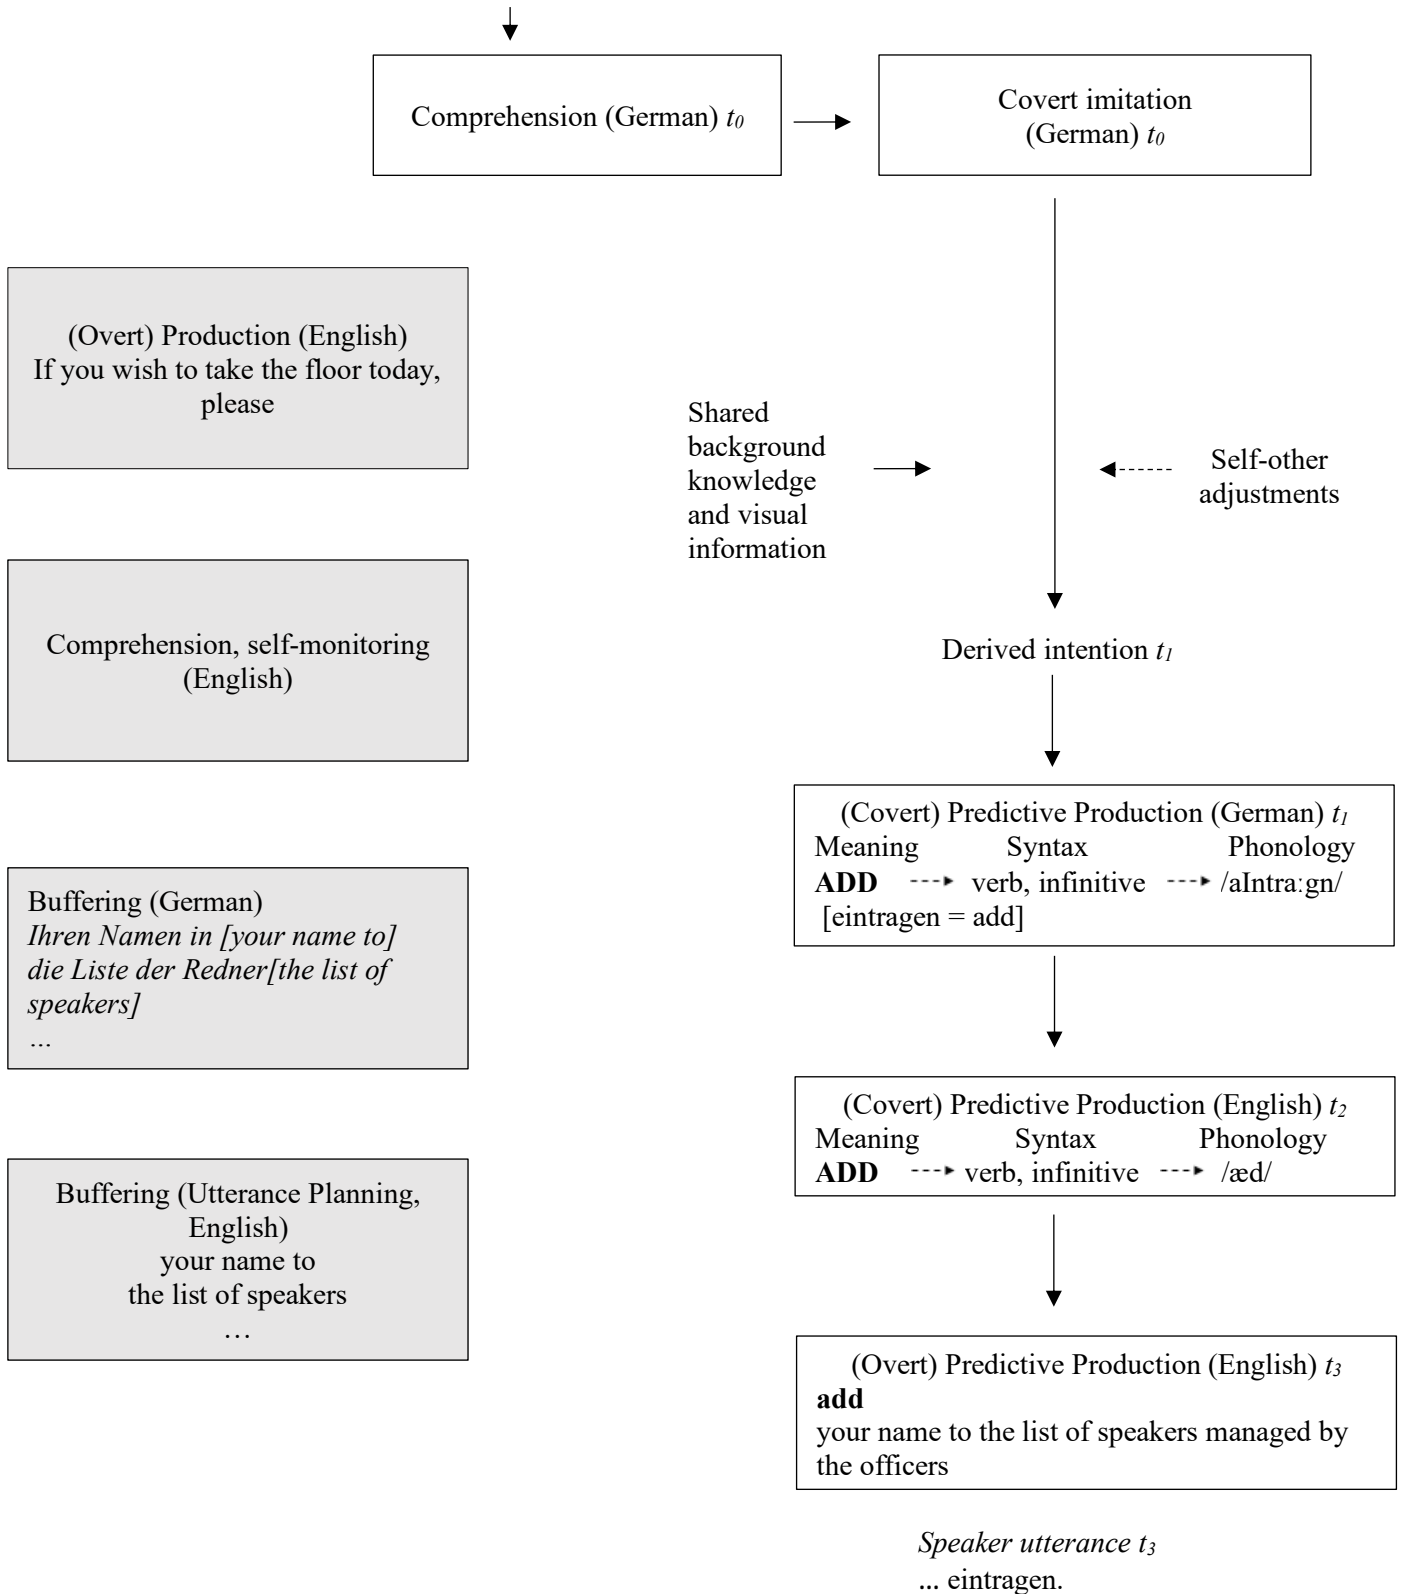 Comprehension (German) t0
Covert imitation
(German) t0
(Overt) Production (English)
If you wish to take the floor today,
please
Shared
background
knowledge
and visual
information
Self-other
adjustments
Comprehension, self-monitoring
(English)
Derived intention t1
(Covert) Predictive Production (German) t1
Meaning Syntax Phonology
ADD verb, infinitive /aIntra:gn/
[eintragen = add]
Buffering (German)
Ihren Namen in [your name to]
die Liste der Redner[the list of
speakers]
...
(Covert) Predictive Production (English) t2
Meaning Syntax Phonology
ADD verb, infinitive /æd/
Buffering (Utterance Planning,
English)
your name to
the list of speakers
…
(Overt) Predictive Production (English) t3
add
your name to the list of speakers managed by
the officers
Speaker utterance t3
... eintragen.